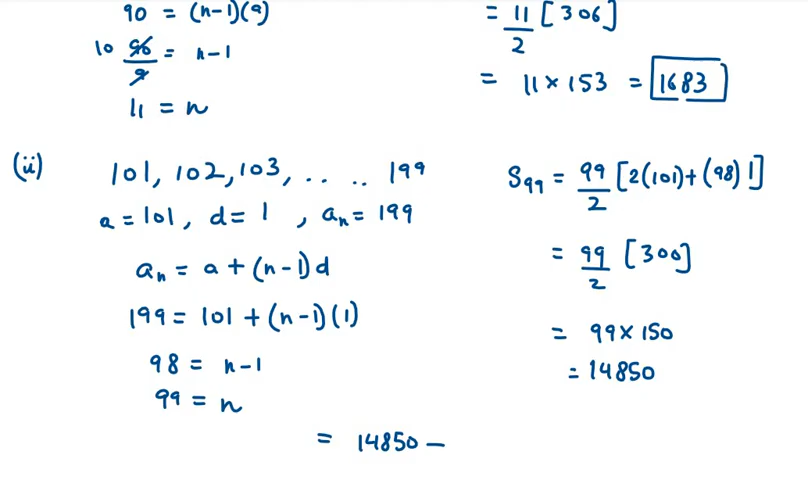 90 = (n-1)(9)
10 90/9 = n-1
11 = n
= 11/2 [306]
= 11 × 153 = 1683
(ii) 101, 102, 103, .. .. 199
a = 101, d = 1 , aₙ = 199
aₙ = a + (n-1)d
199 = 101 + (n-1)(1)
98 = n-1
99 = n
S₉₉ = 99/2 [2(101)+(98)1]
= 99/2 [300]
= 99 × 150
= 14850
= 14850 –